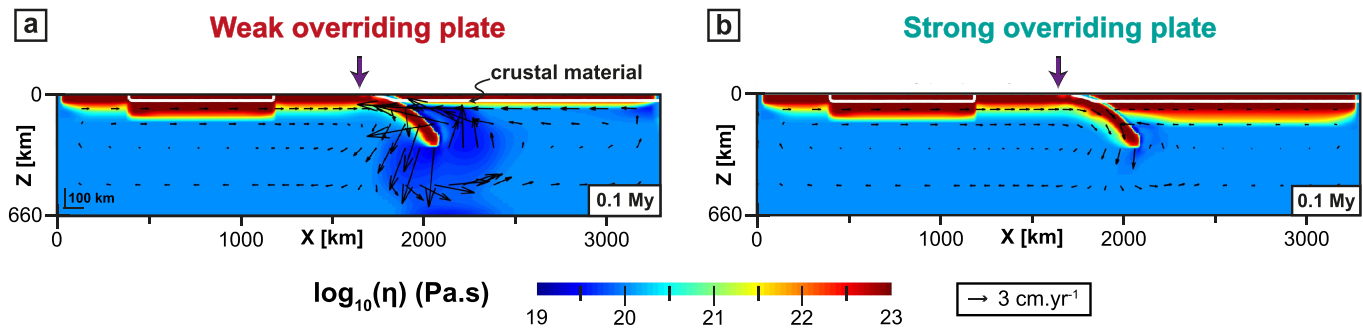 a
Weak overriding plate
crustal material
0
Z [km]
660
100 km
0.1 My
0 1000 2000 3000
X [km]
b
Strong overriding plate
0
Z [km]
660
0.1 My
0 1000 2000 3000
X [km]
log10(η) (Pa.s)
19 20 21 22 23
→ 3 cm.yr-1